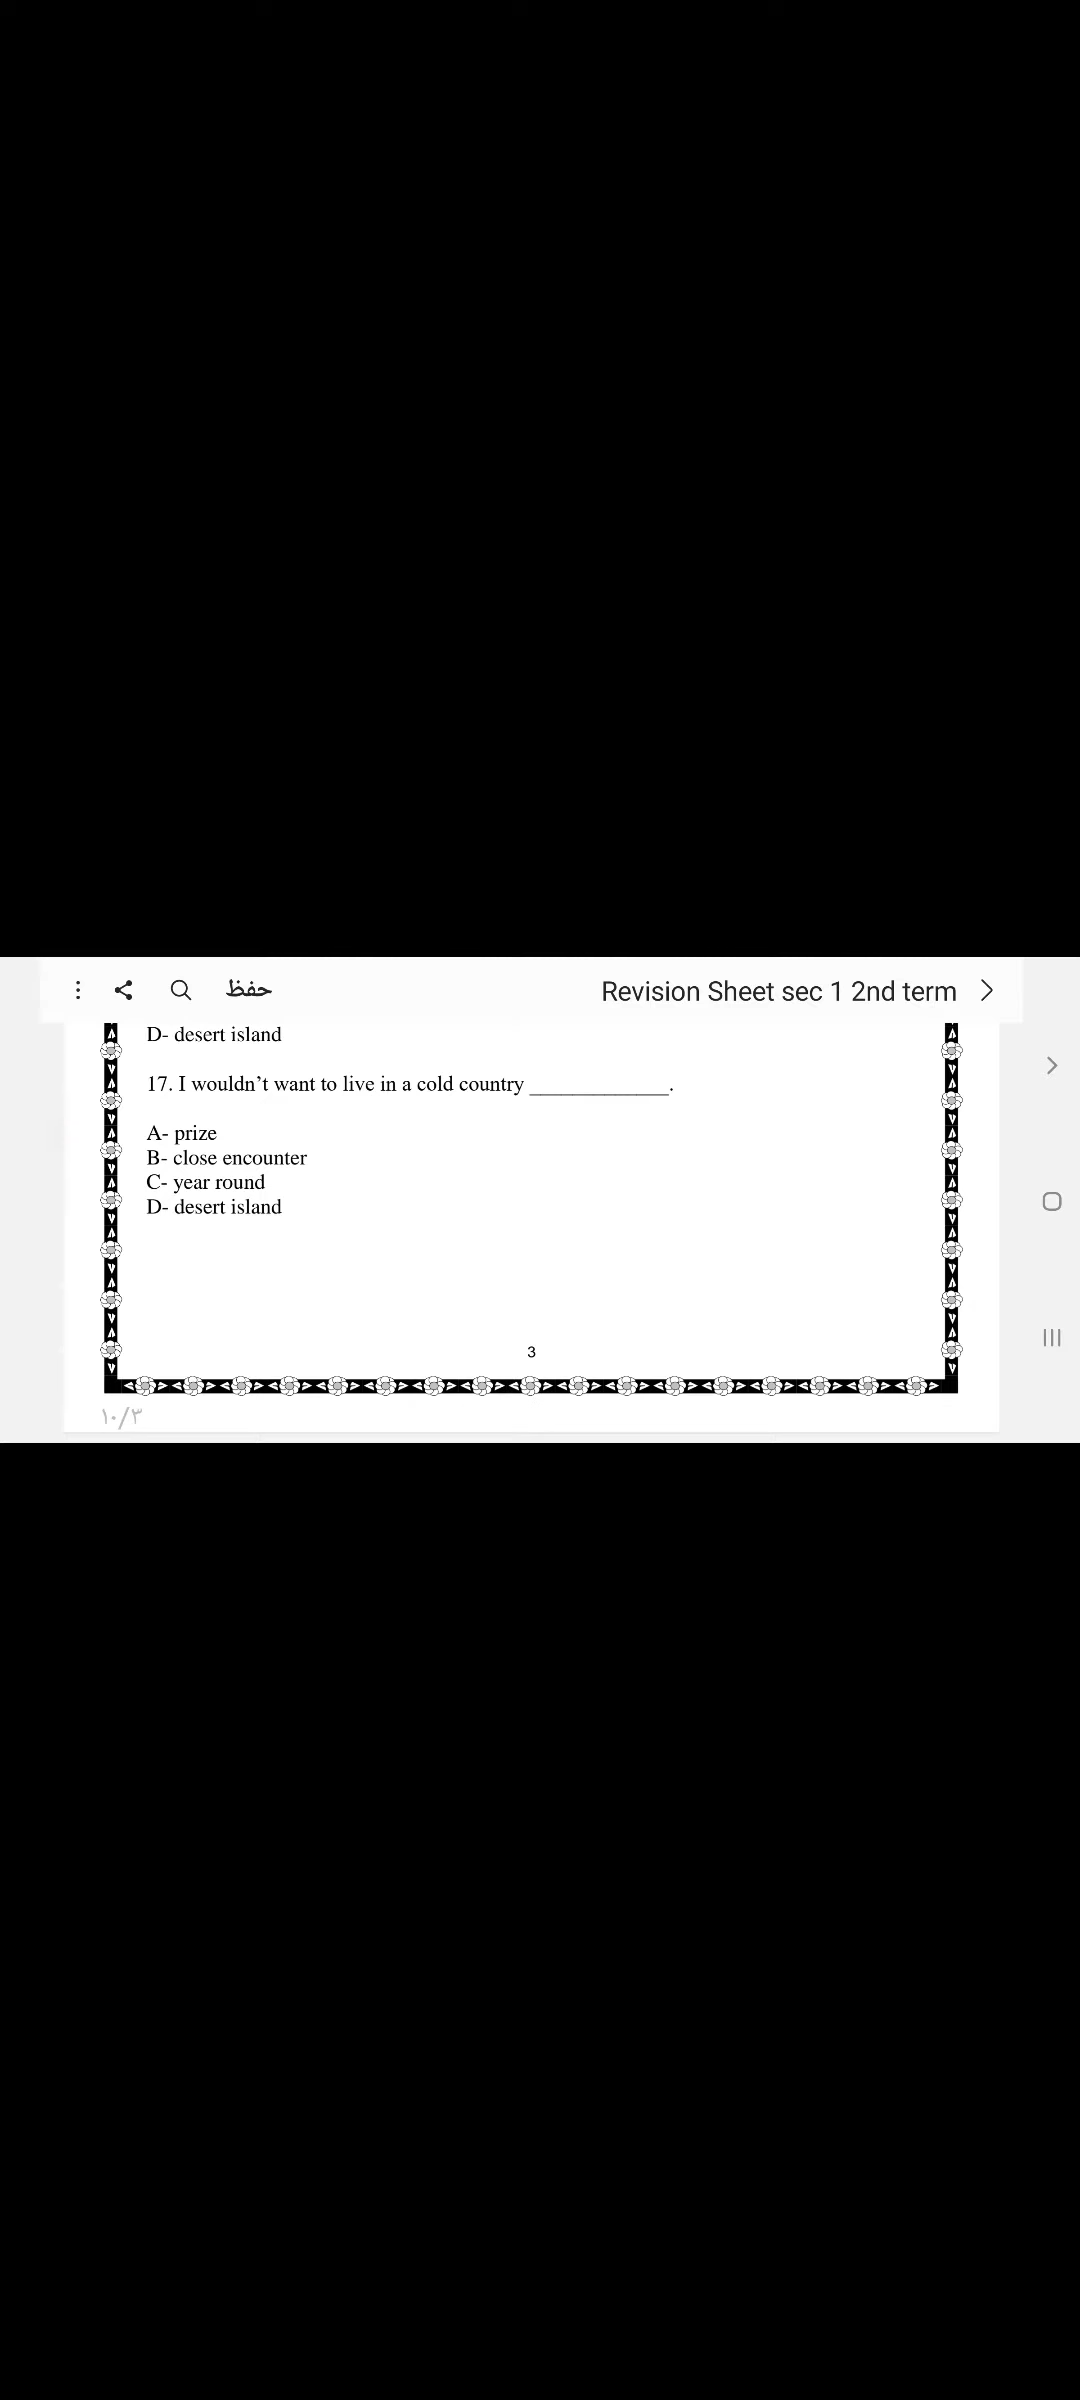 حفظ
Revision Sheet sec 1 2nd term
D- desert island
17. I wouldn’t want to live in a cold country _____________.
A- prize
B- close encounter
C- year round
D- desert island
3
١٠/٣